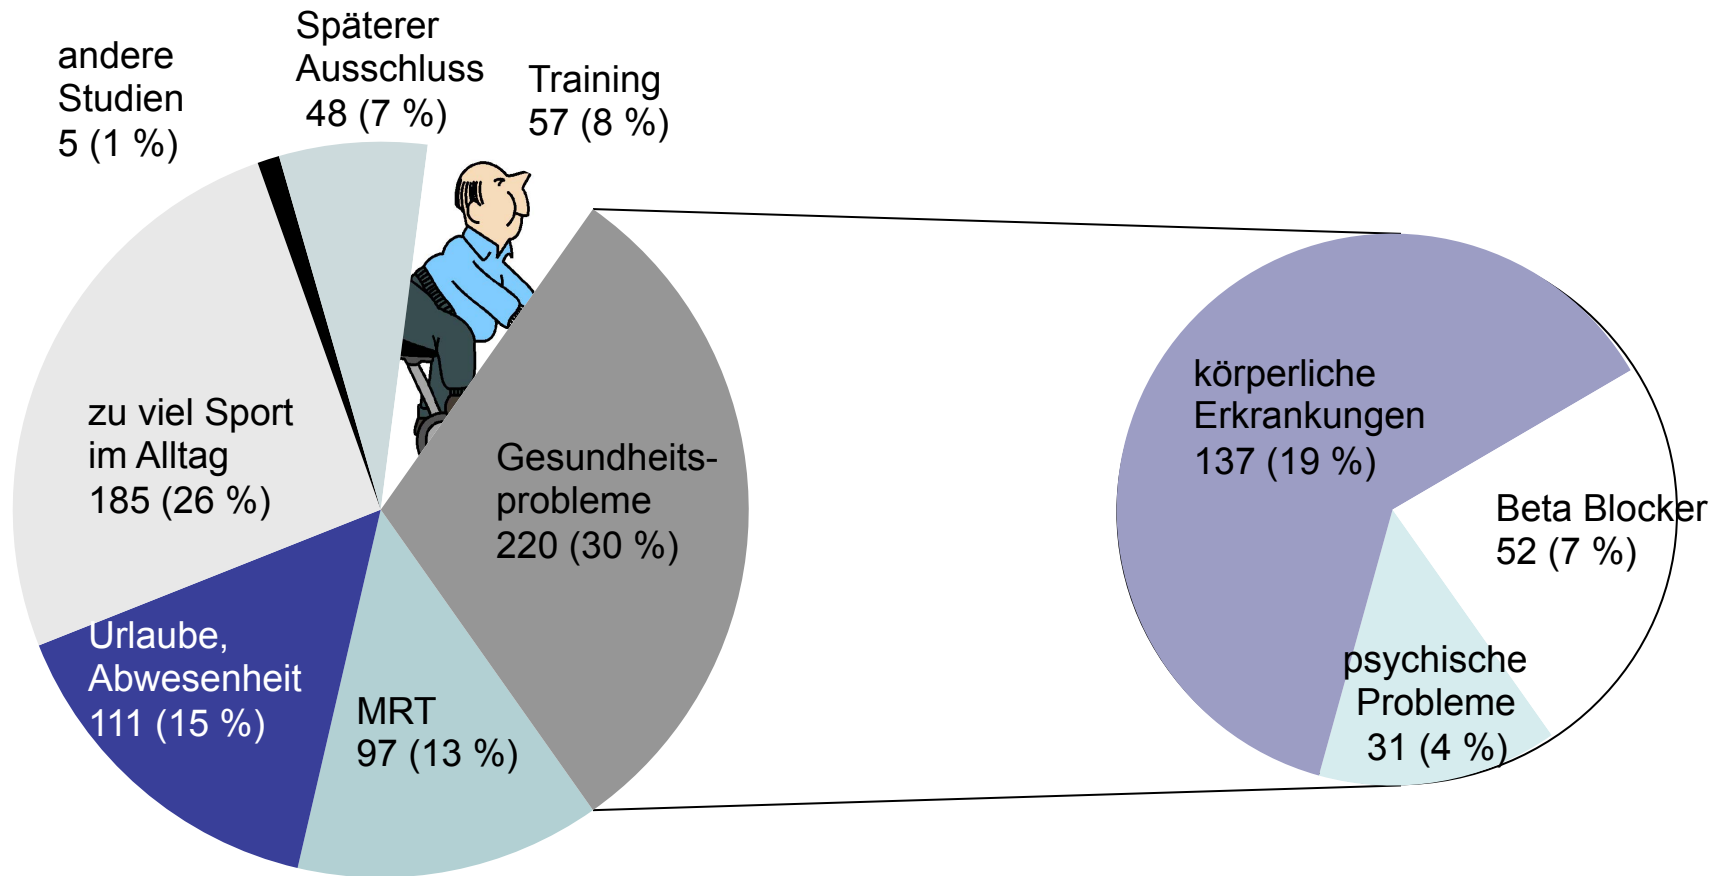 andere
Studien
5 (1 %)
Späterer
Ausschluss
48 (7 %)
Training
57 (8 %)
zu viel Sport
im Alltag
185 (26 %)
Gesundheits-
probleme
220 (30 %)
Urlaube,
Abwesenheit
111 (15 %)
MRT
97 (13 %)
körperliche
Erkrankungen
137 (19 %)
Beta Blocker
52 (7 %)
psychische
Probleme
31 (4 %)